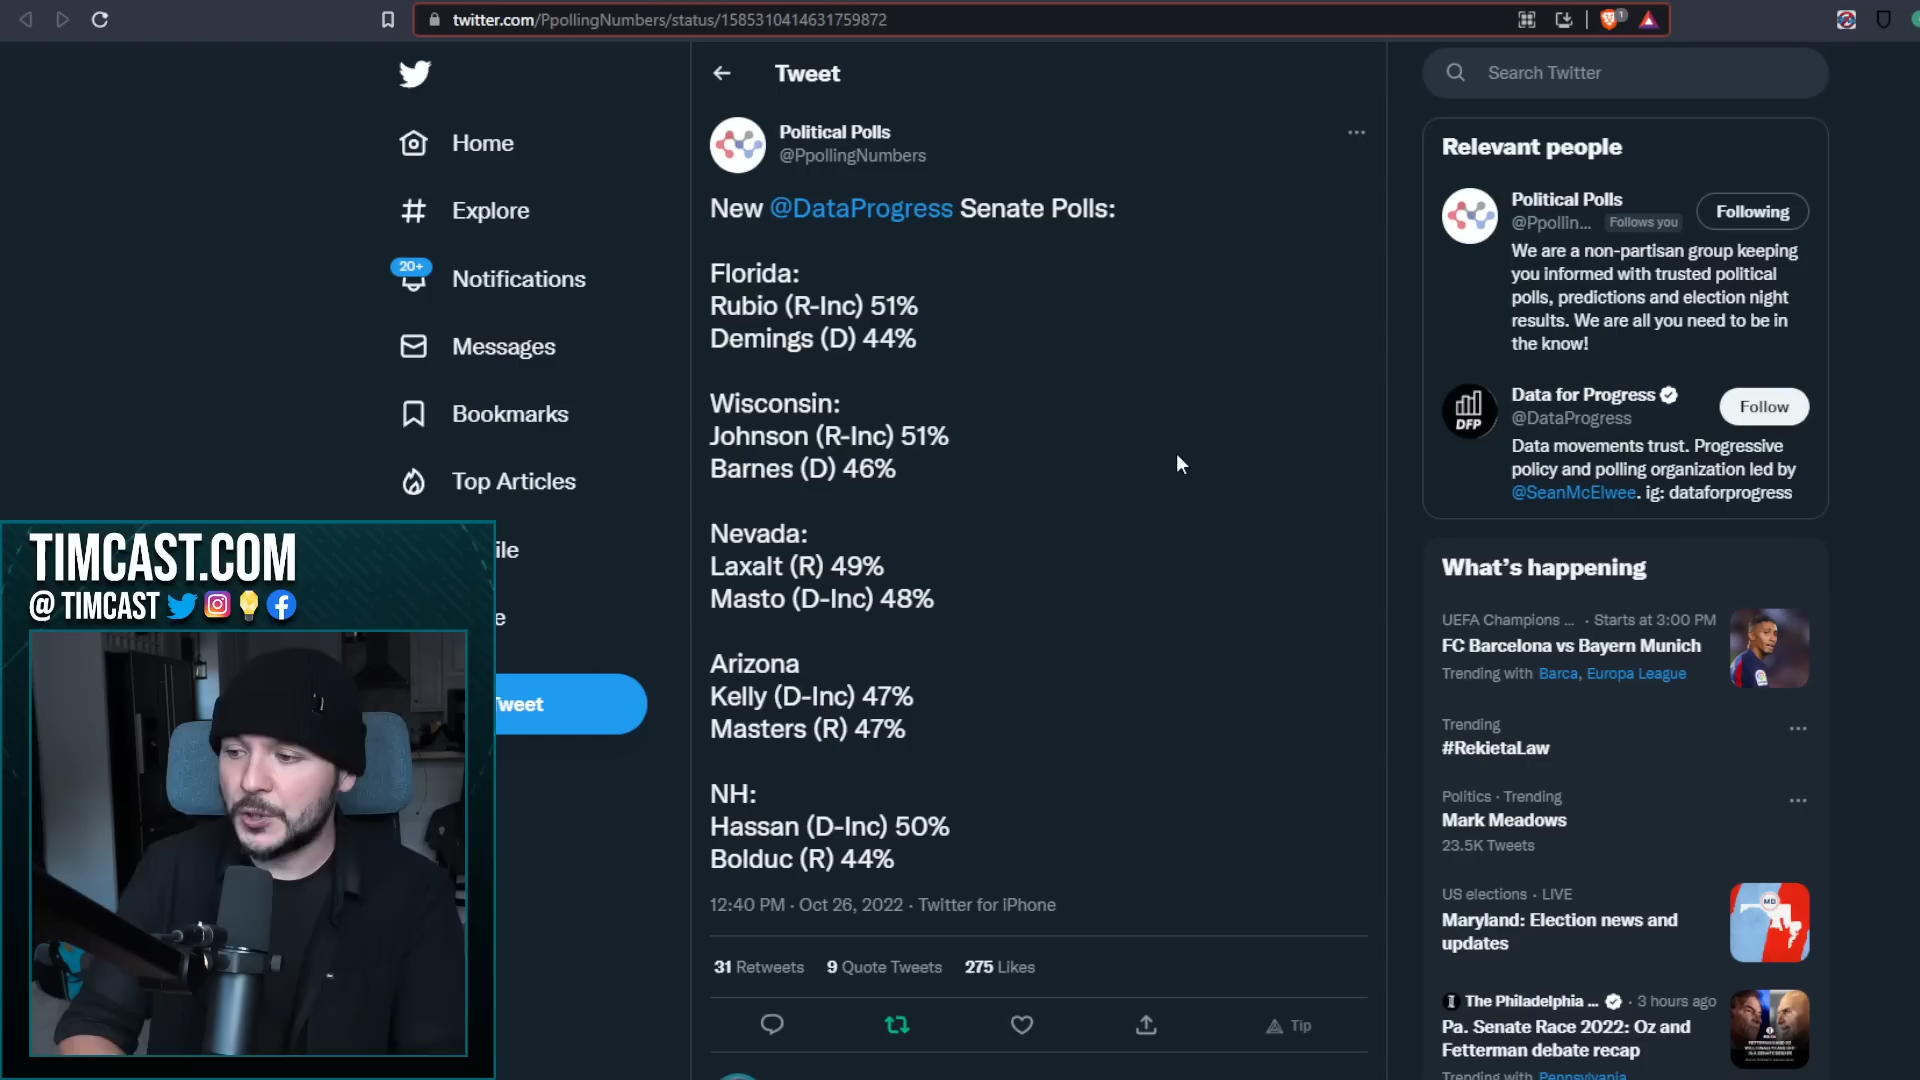 twitter.com/PpollingNumbers/status/1585310414631759872
1
Home
Explore
20+
Notifications
Messages
Bookmarks
Top Articles
ile
e
weet
TIMCAST.COM
@ TIMCAST
Tweet
Political Polls
@PpollingNumbers
New @DataProgress Senate Polls:
Florida:
Rubio (R-Inc) 51%
Demings (D) 44%
Wisconsin:
Johnson (R-Inc) 51%
Barnes (D) 46%
Nevada:
Laxalt (R) 49%
Masto (D-Inc) 48%
Arizona
Kelly (D-Inc) 47%
Masters (R) 47%
NH:
Hassan (D-Inc) 50%
Bolduc (R) 44%
12:40 PM · Oct 26, 2022 · Twitter for iPhone
31 Retweets 9 Quote Tweets 275 Likes
Tip
Search Twitter
Relevant people
Political Polls
@Ppollin... Follows you
Following
We are a non-partisan group keeping
you informed with trusted political
polls, predictions and election night
results. We are all you need to be in
the know!
DFP
Data for Progress
@DataProgress
Follow
Data movements trust. Progressive
policy and polling organization led by
@SeanMcElwee. ig: dataforprogress
What's happening
UEFA Champions ... · Starts at 3:00 PM
FC Barcelona vs Bayern Munich
Trending with Barca, Europa League
Trending
#RekietaLaw
Politics · Trending
Mark Meadows
23.5K Tweets
US elections · LIVE
Maryland: Election news and
updates
MD
The Philadelphia ... · 3 hours ago
Pa. Senate Race 2022: Oz and
Fetterman debate recap
Trending with Pennsylvania